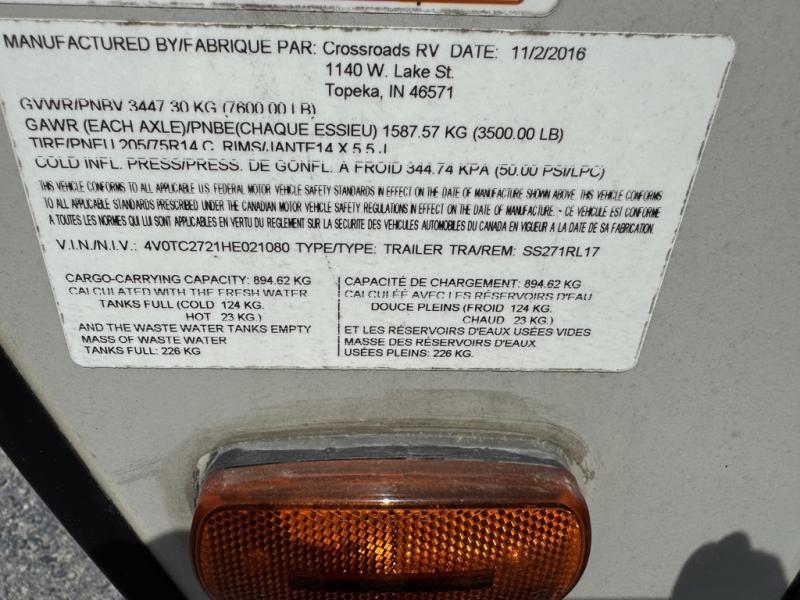 MANUFACTURED BY/FABRIQUE PAR: Crossroads RV DATE: 11/2/2016
1140 W. Lake St.
Topeka, IN 46571
GVWR/PNBV 3447.30 KG (7600.00 LB)
GAWR (EACH AXLE)/PNBE(CHAQUE ESSIEU) 1587.57 KG (3500.00 LB)
TIRE/PNEU 205/75R14 C RIMS/JANTE 14 X 5.5 J
COLD INFL. PRESS/PRESS. DE GONFL. A FROID 344.74 KPA (50.00 PSI/LPC)
THIS VEHICLE CONFORMS TO ALL APPLICABLE U.S. FEDERAL MOTOR VEHICLE SAFETY STANDARDS IN EFFECT ON THE DATE OF MANUFACTURE SHOWN ABOVE. THIS VEHICLE CONFORMS
TO ALL APPLICABLE STANDARDS PRESCRIBED UNDER THE CANADIAN MOTOR VEHICLE SAFETY REGULATIONS IN EFFECT ON THE DATE OF MANUFACTURE. - CE VEHICULE EST CONFORME
A TOUTES LES NORMES QUI LUI SONT APPLICABLES EN VERTU DU REGLEMENT SUR LA SECURITE DES VEHICULES AUTOMOBILES DU CANADA EN VIGUEUR A LA DATE DE SA FABRICATION.
V.I.N./N.I.V.: 4V0TC2721HE021080 TYPE/TYPE: TRAILER TRA/REM: SS271RL17
CARGO-CARRYING CAPACITY: 894.62 KG
CALCULATED WITH THE FRESH WATER
TANKS FULL (COLD 124 KG.
HOT 23 KG.)
AND THE WASTE WATER TANKS EMPTY
MASS OF WASTE WATER
TANKS FULL: 226 KG
CAPACITÉ DE CHARGEMENT: 894.62 KG
CALCULÉE AVEC LES RÉSERVOIRS D'EAU
DOUCE PLEINS (FROID 124 KG.
CHAUD 23 KG.)
ET LES RÉSERVOIRS D'EAUX USÉES VIDES
MASSE DES RÉSERVOIRS D'EAUX
USÉES PLEINS: 226 KG.